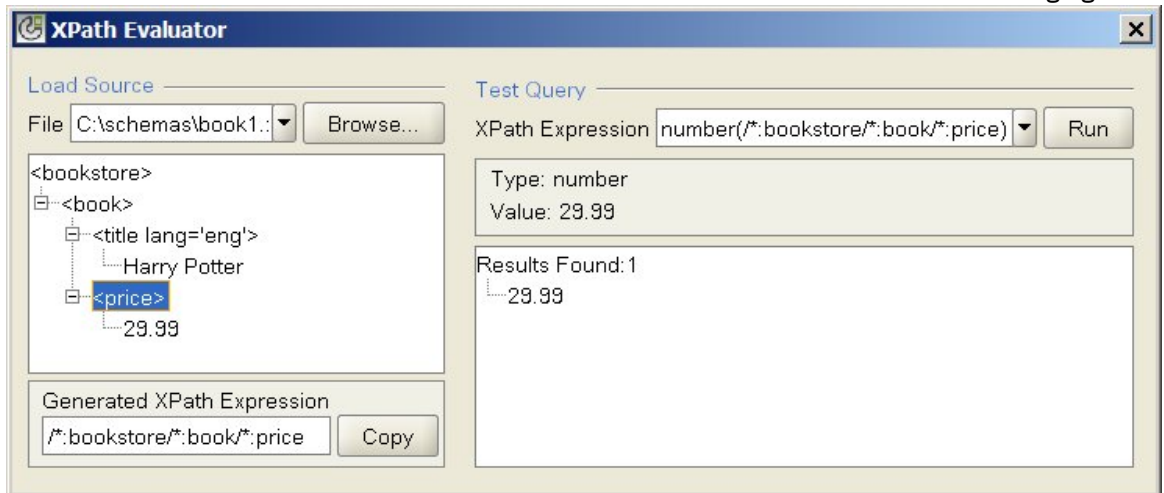 XPath Evaluator
Load Source
File C:\schemas\book1.: Browse...
<bookstore>
<book>
<title lang='eng'>
Harry Potter
<price>
29.99
Generated XPath Expression
/*:bookstore/*:book/*:price Copy
Test Query
XPath Expression number(/*:bookstore/*:book/*:price) Run
Type: number
Value: 29.99
Results Found:1
29.99